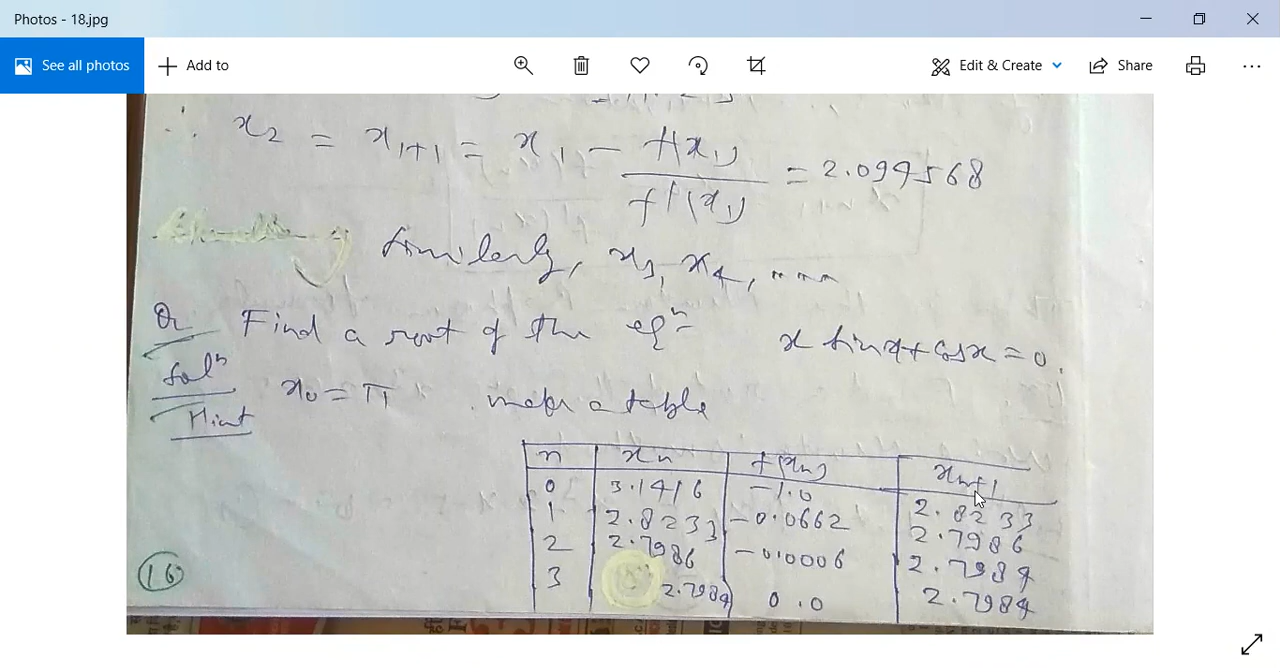 Photos - 18.jpg
See all photos
Add to
Edit & Create
Share
∴ x₂ = x₁₊₁ = x₁ − f(x₁) / f'(x₁) = 2.094568
Similarly, x₃, x₄, ---
Qr Find a root of the eqⁿ x sinx + cosx = 0.
Solⁿ
Hint x₀ = π make a table
n xn f(xn) xn+1
0 3.1416 -1.0 2.8233
1 2.8233 -0.0662 2.7986
2 2.7986 -0.0006 2.7984
3 2.7984 0.0 2.7984
16